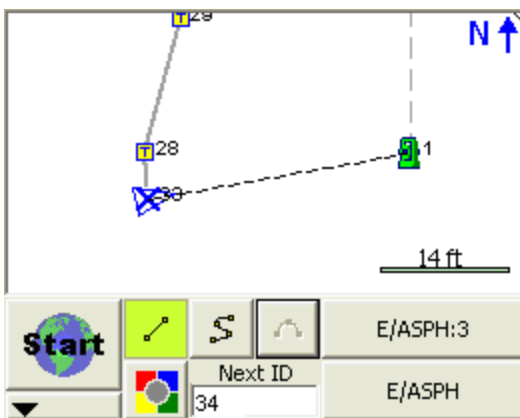 29
N
T
T 28
1
33
14 ft
Start
E/ASPH:3
Next ID
34
E/ASPH